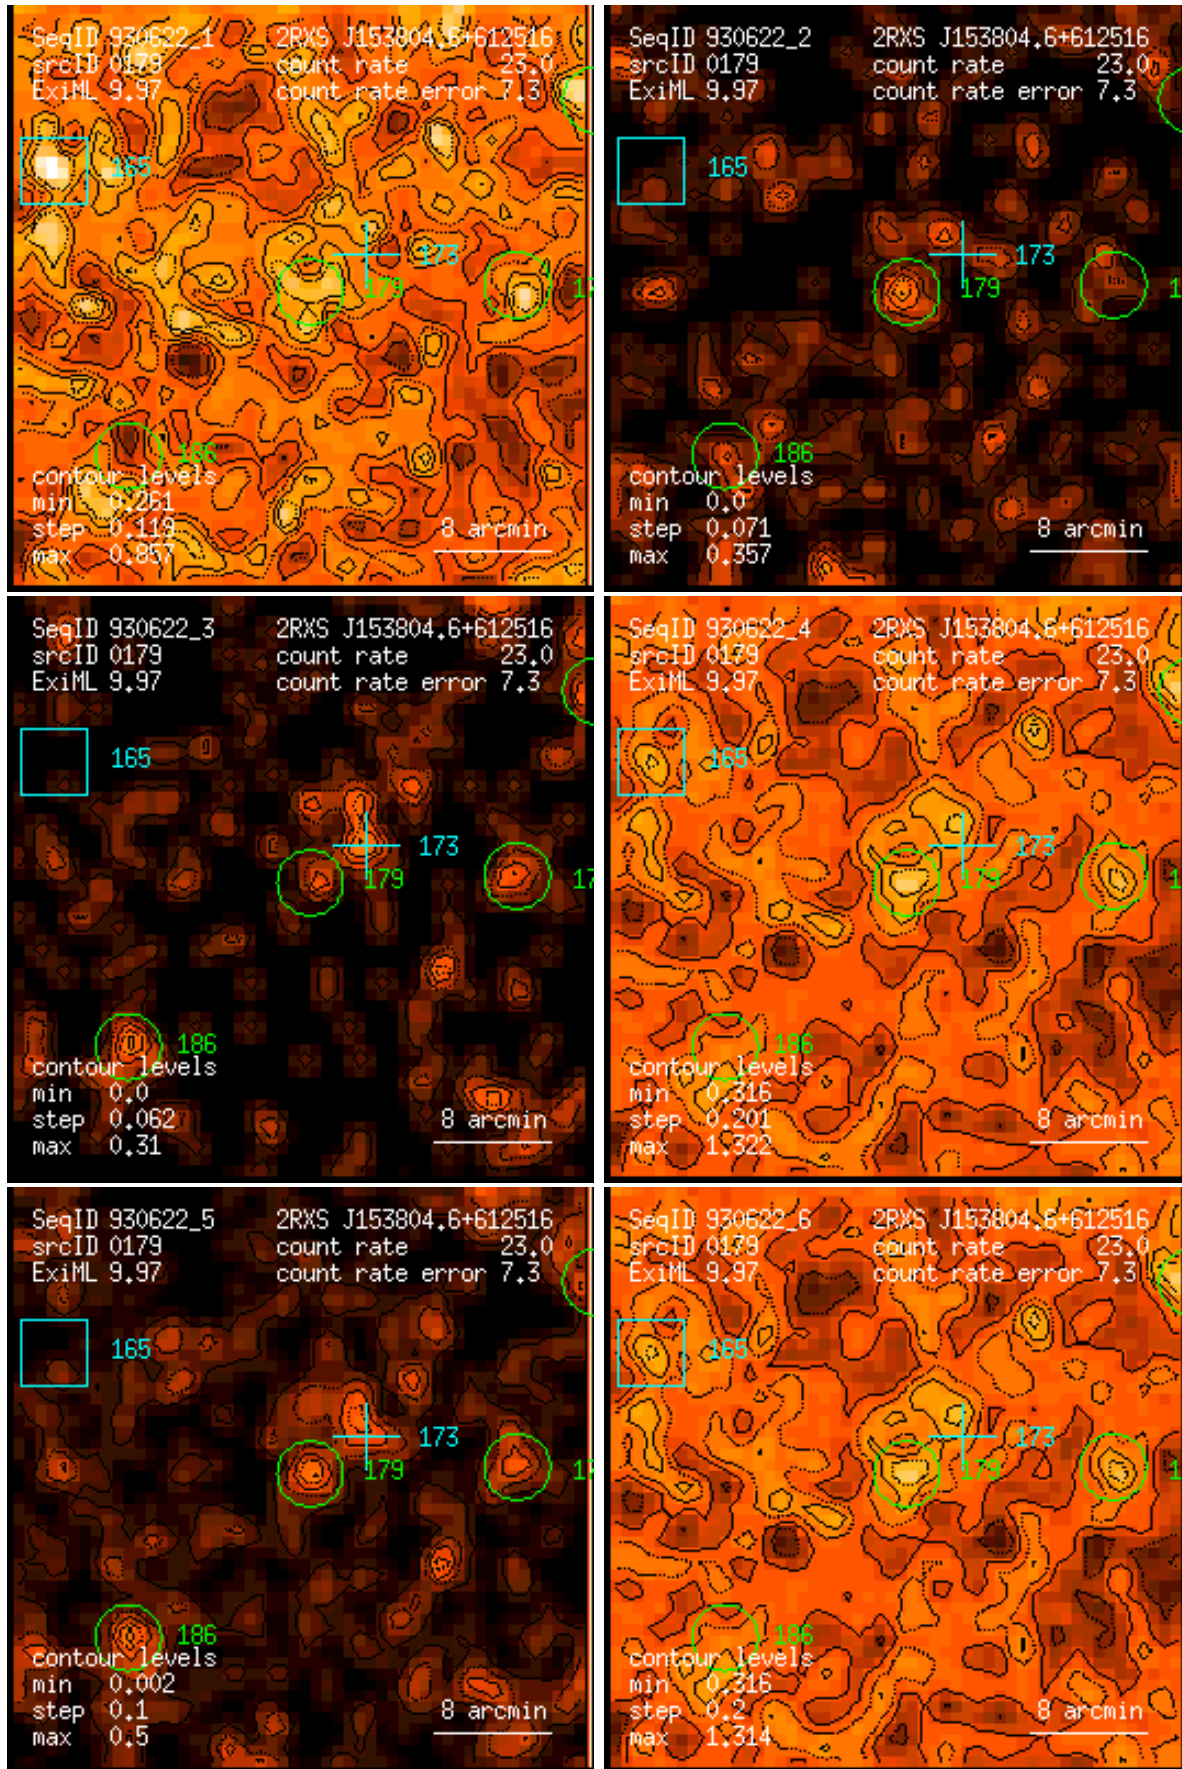 SeqID 930622_1 2RXS J153804.6+612516
srcID 0179 count rate 23.0
ExiML 9.97 count rate error 7.3
165
173
179
17
186
contour levels
min 0.261
step 0.119
max 0.857
8 arcmin
SeqID 930622_2 2RXS J153804.6+612516
srcID 0179 count rate 23.0
ExiML 9.97 count rate error 7.3
165
173
179
1
186
contour levels
min 0.0
step 0.071
max 0.357
8 arcmin
SeqID 930622_3 2RXS J153804.6+612516
srcID 0179 count rate 23.0
ExiML 9.97 count rate error 7.3
165
173
179
17
186
contour levels
min 0.0
step 0.062
max 0.31
8 arcmin
SeqID 930622_4 2RXS J153804.6+612516
srcID 0179 count rate 23.0
ExiML 9.97 count rate error 7.3
165
173
179
1
186
contour levels
min 0.316
step 0.201
max 1.322
8 arcmin
SeqID 930622_5 2RXS J153804.6+612516
srcID 0179 count rate 23.0
ExiML 9.97 count rate error 7.3
165
173
179
17
186
contour levels
min 0.002
step 0.1
max 0.5
8 arcmin
SeqID 930622_6 2RXS J153804.6+612516
srcID 0179 count rate 23.0
ExiML 9.97 count rate error 7.3
165
173
179
1
186
contour levels
min 0.316
step 0.2
max 1.314
8 arcmin